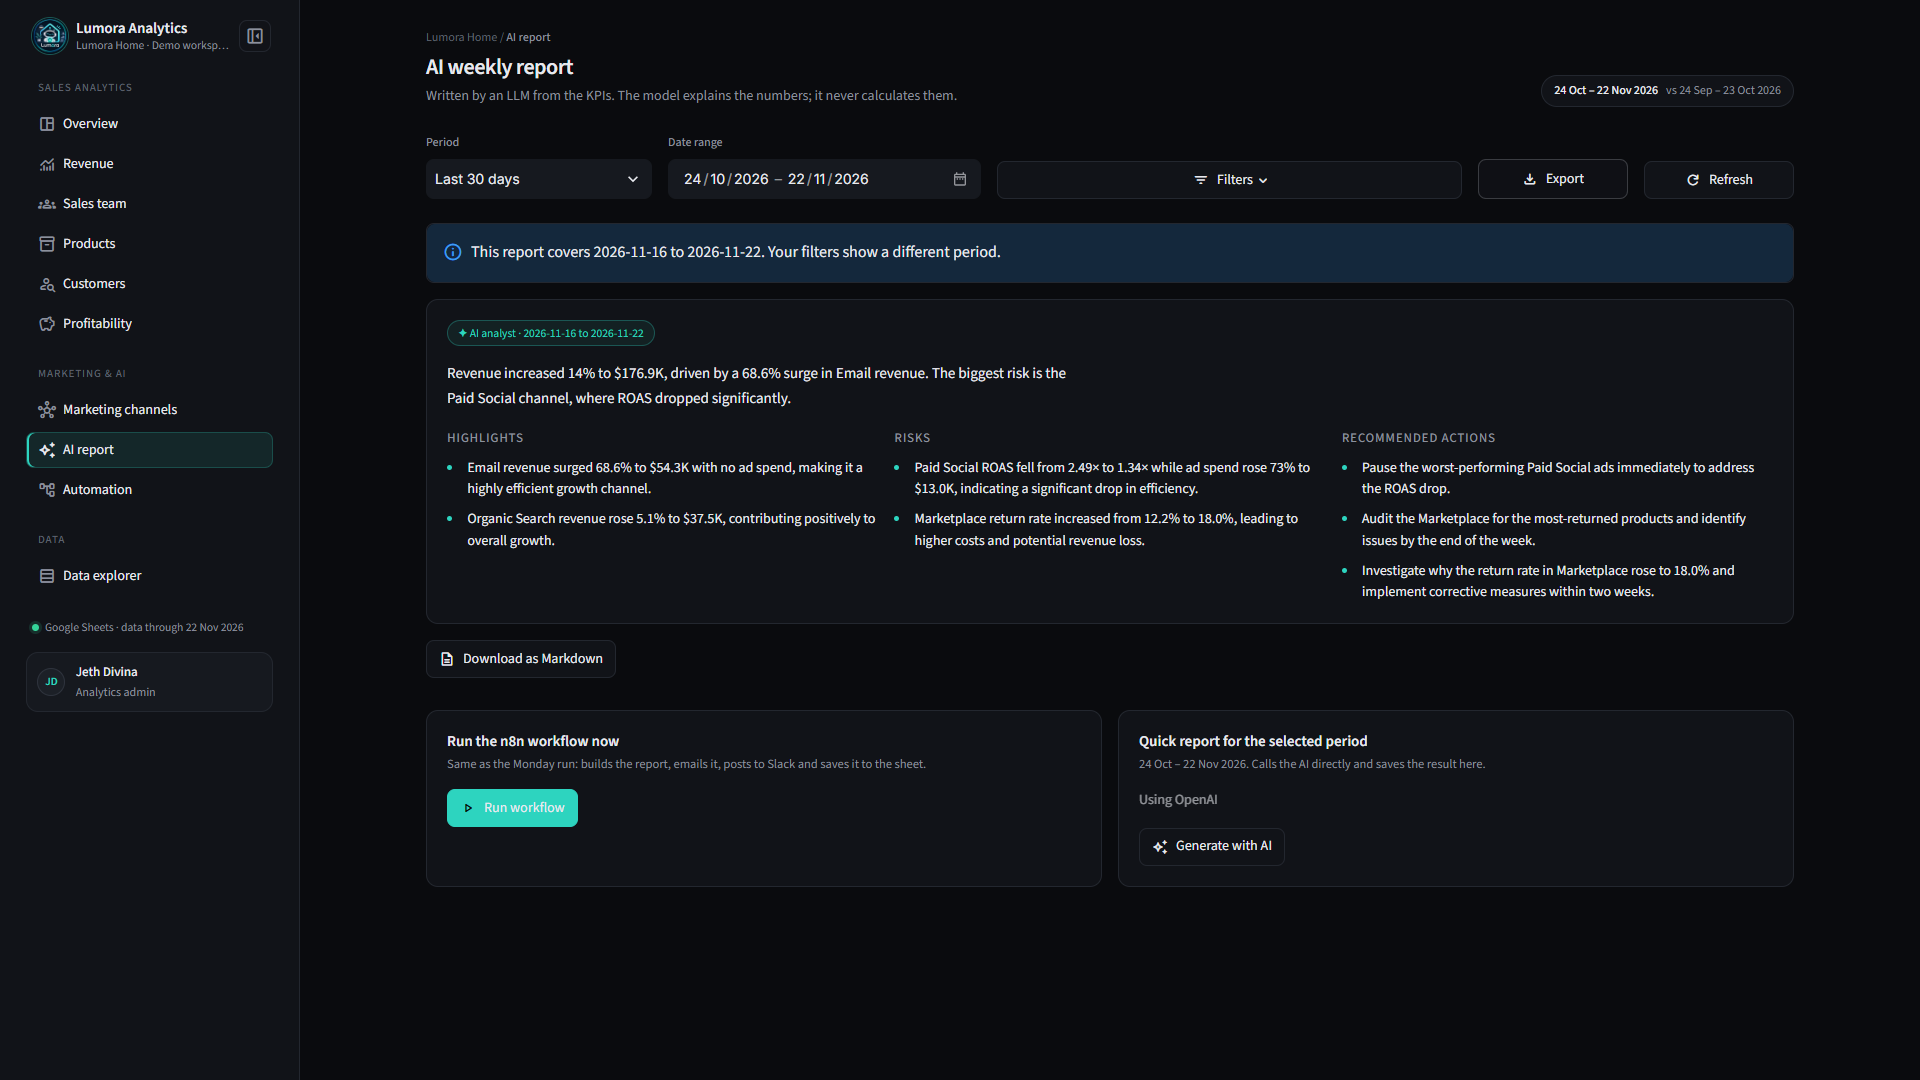 Lumora Analytics
Lumora Home · Demo worksp…
SALES ANALYTICS
Overview
Revenue
Sales team
Products
Customers
Profitability
MARKETING & AI
Marketing channels
AI report
Automation
DATA
Data explorer
Google Sheets · data through 22 Nov 2026
JD
Jeth Divina
Analytics admin
Lumora Home / AI report
AI weekly report
Written by an LLM from the KPIs. The model explains the numbers; it never calculates them.
24 Oct – 22 Nov 2026 vs 24 Sep – 23 Oct 2026
Period
Date range
Last 30 days
24/10/2026 – 22/11/2026
Filters
Export
Refresh
This report covers 2026-11-16 to 2026-11-22. Your filters show a different period.
AI analyst · 2026-11-16 to 2026-11-22
Revenue increased 14% to $176.9K, driven by a 68.6% surge in Email revenue. The biggest risk is the
Paid Social channel, where ROAS dropped significantly.
HIGHLIGHTS
Email revenue surged 68.6% to $54.3K with no ad spend, making it a
highly efficient growth channel.
Organic Search revenue rose 5.1% to $37.5K, contributing positively to
overall growth.
RISKS
Paid Social ROAS fell from 2.49× to 1.34× while ad spend rose 73% to
$13.0K, indicating a significant drop in efficiency.
Marketplace return rate increased from 12.2% to 18.0%, leading to
higher costs and potential revenue loss.
RECOMMENDED ACTIONS
Pause the worst-performing Paid Social ads immediately to address
the ROAS drop.
Audit the Marketplace for the most-returned products and identify
issues by the end of the week.
Investigate why the return rate in Marketplace rose to 18.0% and
implement corrective measures within two weeks.
Download as Markdown
Run the n8n workflow now
Same as the Monday run: builds the report, emails it, posts to Slack and saves it to the sheet.
Run workflow
Quick report for the selected period
24 Oct – 22 Nov 2026. Calls the AI directly and saves the result here.
Using OpenAI
Generate with AI